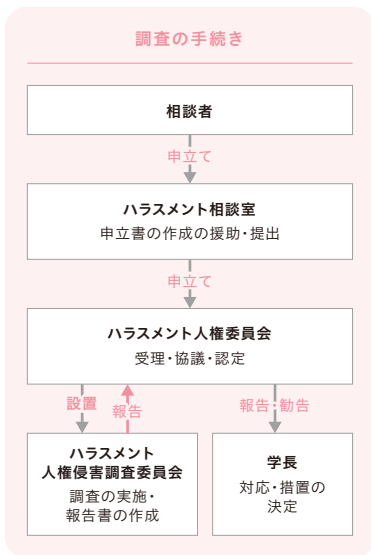 調査の手続き
相談者
申立て
ハラスメント相談室
申立書の作成の援助・提出
申立て
ハラスメント人権委員会
受理・協議・認定
設置
報告
報告・勧告
ハラスメント
人権侵害調査委員会
調査の実施・
報告書の作成
学長
対応・措置の
決定